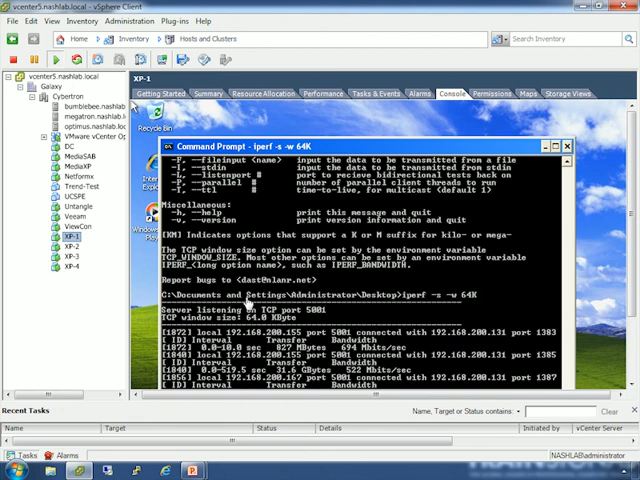 vcenter5.nashlab.local - vSphere Client
File Edit View Inventory Administration Plug-ins Help
Home Inventory Hosts and Clusters
Search Inventory
vcenter5.nashlab.local
Galaxy
Cybertron
bumblebee.nashlab
megatron.nashlab
optimus.nashlab
VMware vCenter Op
DC
MediaSAB
MediaXP
Netformx
Trend-Test
UCSPE
Untangle
Veeam
ViewCon
XP-1
XP-2
XP-3
XP-4
XP-1
Getting Started Summary Resource Allocation Performance Tasks & Events Alarms Console Permissions Maps Storage Views
Recycle Bin
Command Prompt - iperf -s -w 64K
-F, --fileinput <name> input the data to be transmitted from a file
-I, --stdin input the data to be transmitted from stdin
-L, --listenport # port to recieve bidirectional tests back on
-P, --parallel # number of parallel client threads to run
-T, --ttl # time-to-live, for multicast (default 1)
Miscellaneous:
-h, --help print this message and quit
-v, --version print version information and quit
[KM] Indicates options that support a K or M suffix for kilo- or mega-
The TCP window size option can be set by the environment variable
TCP_WINDOW_SIZE. Most other options can be set by an environment variable
IPERF_<long option name>, such as IPERF_BANDWIDTH.
Report bugs to <dast@nlanr.net>
C:\Documents and Settings\Administrator\Desktop>iperf -s -w 64K
Server listening on TCP port 5001
TCP window size: 64.0 KByte
[1872] local 192.168.200.155 port 5001 connected with 192.168.200.131 port 1383
[ ID] Interval Transfer Bandwidth
[1872] 0.0-10.0 sec 827 MBytes 694 Mbits/sec
[1840] local 192.168.200.155 port 5001 connected with 192.168.200.131 port 1385
[ ID] Interval Transfer Bandwidth
[1840] 0.0-519.5 sec 31.6 GBytes 522 Mbits/sec
[1856] local 192.168.200.167 port 5001 connected with 192.168.200.131 port 1387
[ ID] Interval Transfer Bandwidth
Recent Tasks
Name, Target or Status contains:
Clear
Name Target Status Details Initiated by vCenter Server
Tasks Alarms
NASHLAB\administrator